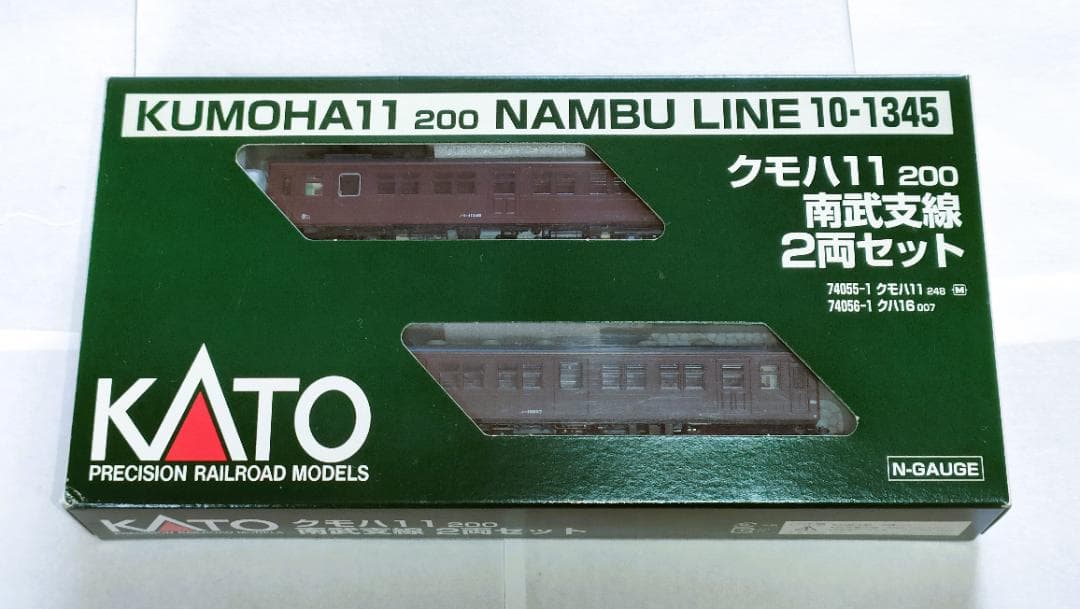 KUMOHA11 200 NAMBU LINE 10-1345
クモハ11 200
南武支線
2両セット
74055-1 クモハ11 248 M
74056-1 クハ16 007
KATO
PRECISION RAILROAD MODELS
N-GAUGE
KATO クモハ11 200
南武支線 2両セット